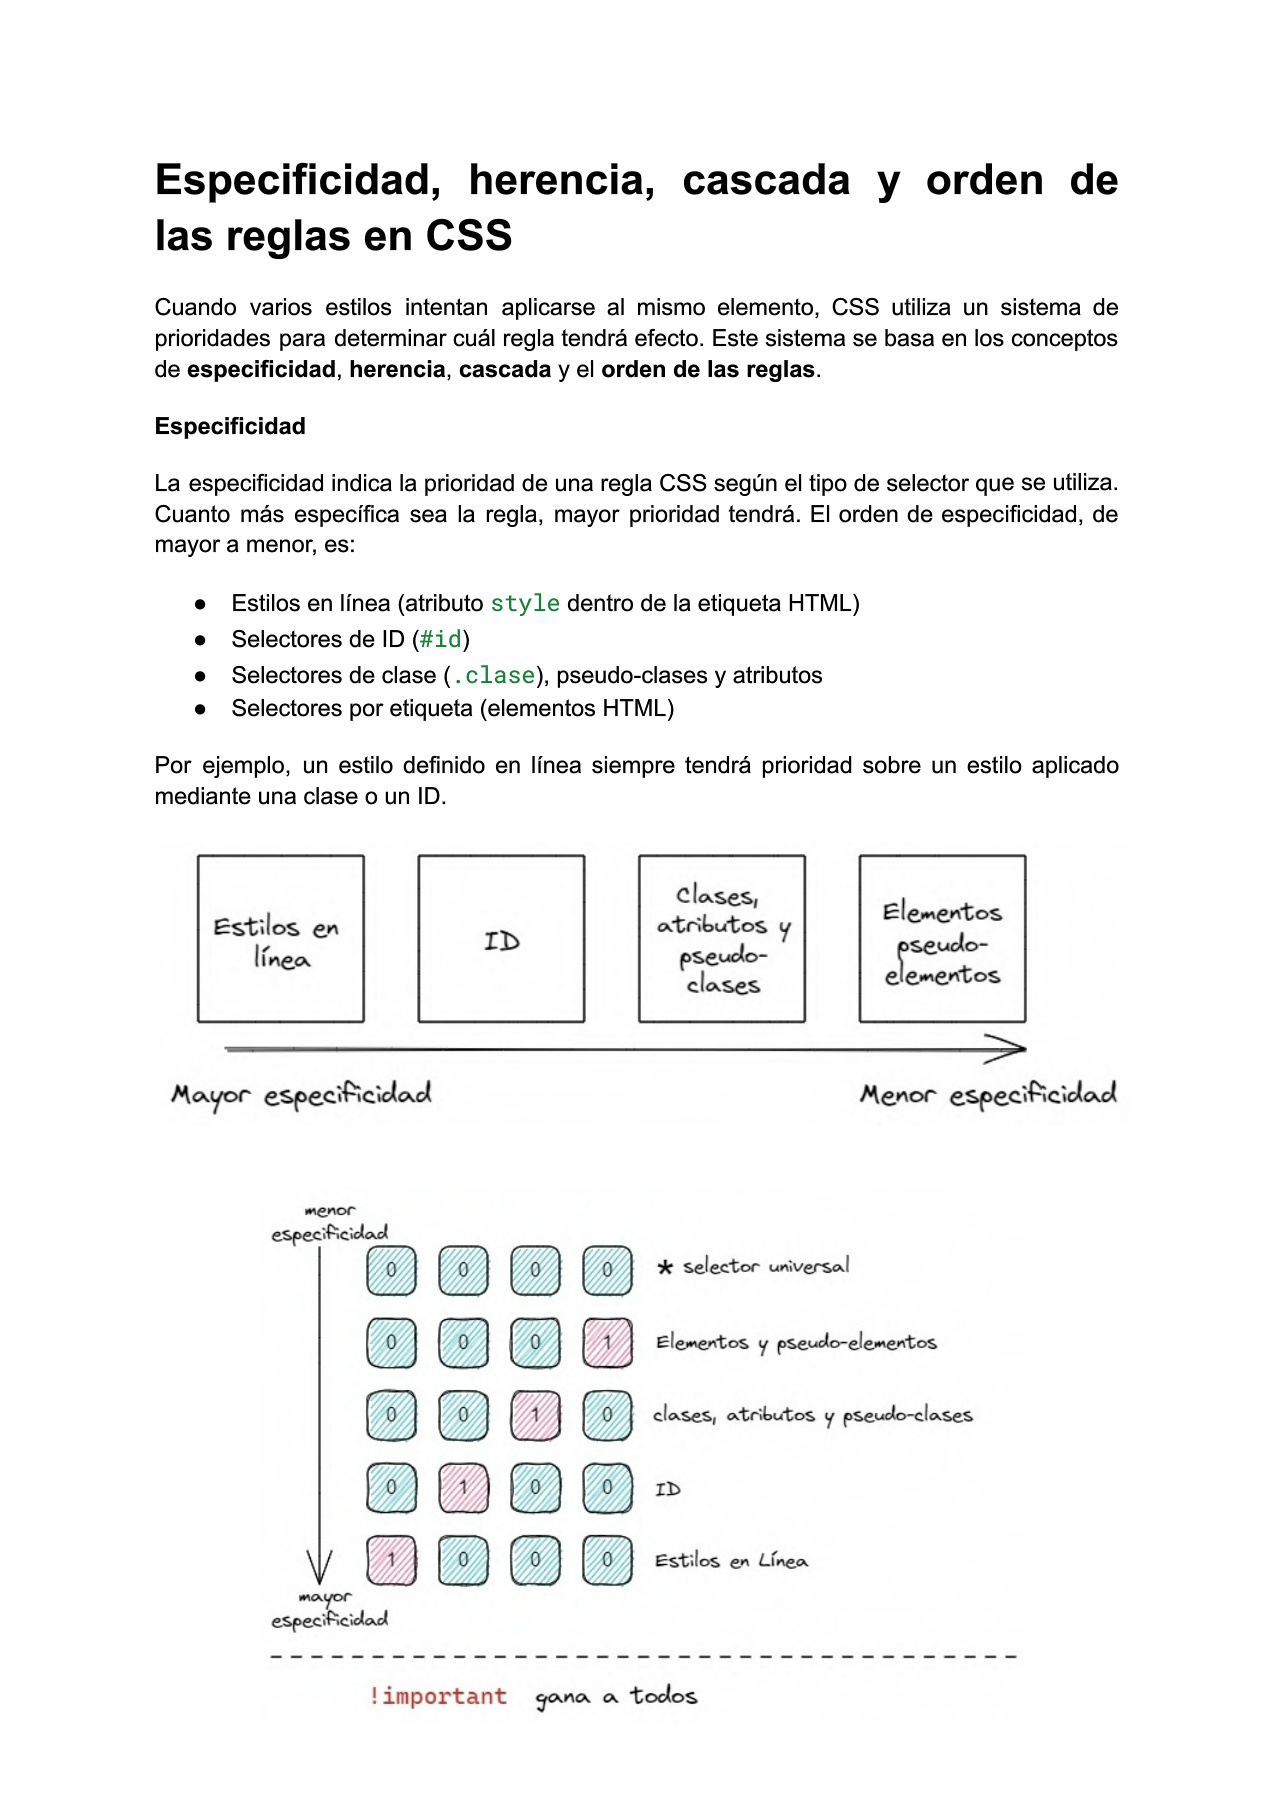 Especificidad, herencia, cascada y orden de
las reglas en CSS
Cuando varios estilos intentan aplicarse al mismo elemento, CSS utiliza un sistema de
prioridades para determinar cuál regla tendrá efecto. Este sistema se basa en los conceptos
de especificidad, herencia, cascada y el orden de las reglas.
Especificidad
La especificidad indica la prioridad de una regla CSS según el tipo de selector que se utiliza.
Cuanto más específica sea la regla, mayor prioridad tendrá. El orden de especificidad, de
mayor a menor, es:
● Estilos en línea (atributo style dentro de la etiqueta HTML)
● Selectores de ID (#id)
● Selectores de clase (.clase), pseudo-clases y atributos
● Selectores por etiqueta (elementos HTML)
Por ejemplo, un estilo definido en línea siempre tendrá prioridad sobre un estilo aplicado
mediante una clase o un ID.
Estilos en
línea
ID
Clases,
atributos y
pseudo-
clases
Elementos
pseudo-
elementos
Mayor especificidad
Menor especificidad
menor
especificidad
0 0 0 0 * selector universal
0 0 0 1 Elementos y pseudo-elementos
0 0 1 0 clases, atributos y pseudo-clases
0 1 0 0 ID
1 0 0 0 Estilos en Línea
mayor
especificidad
!important gana a todos